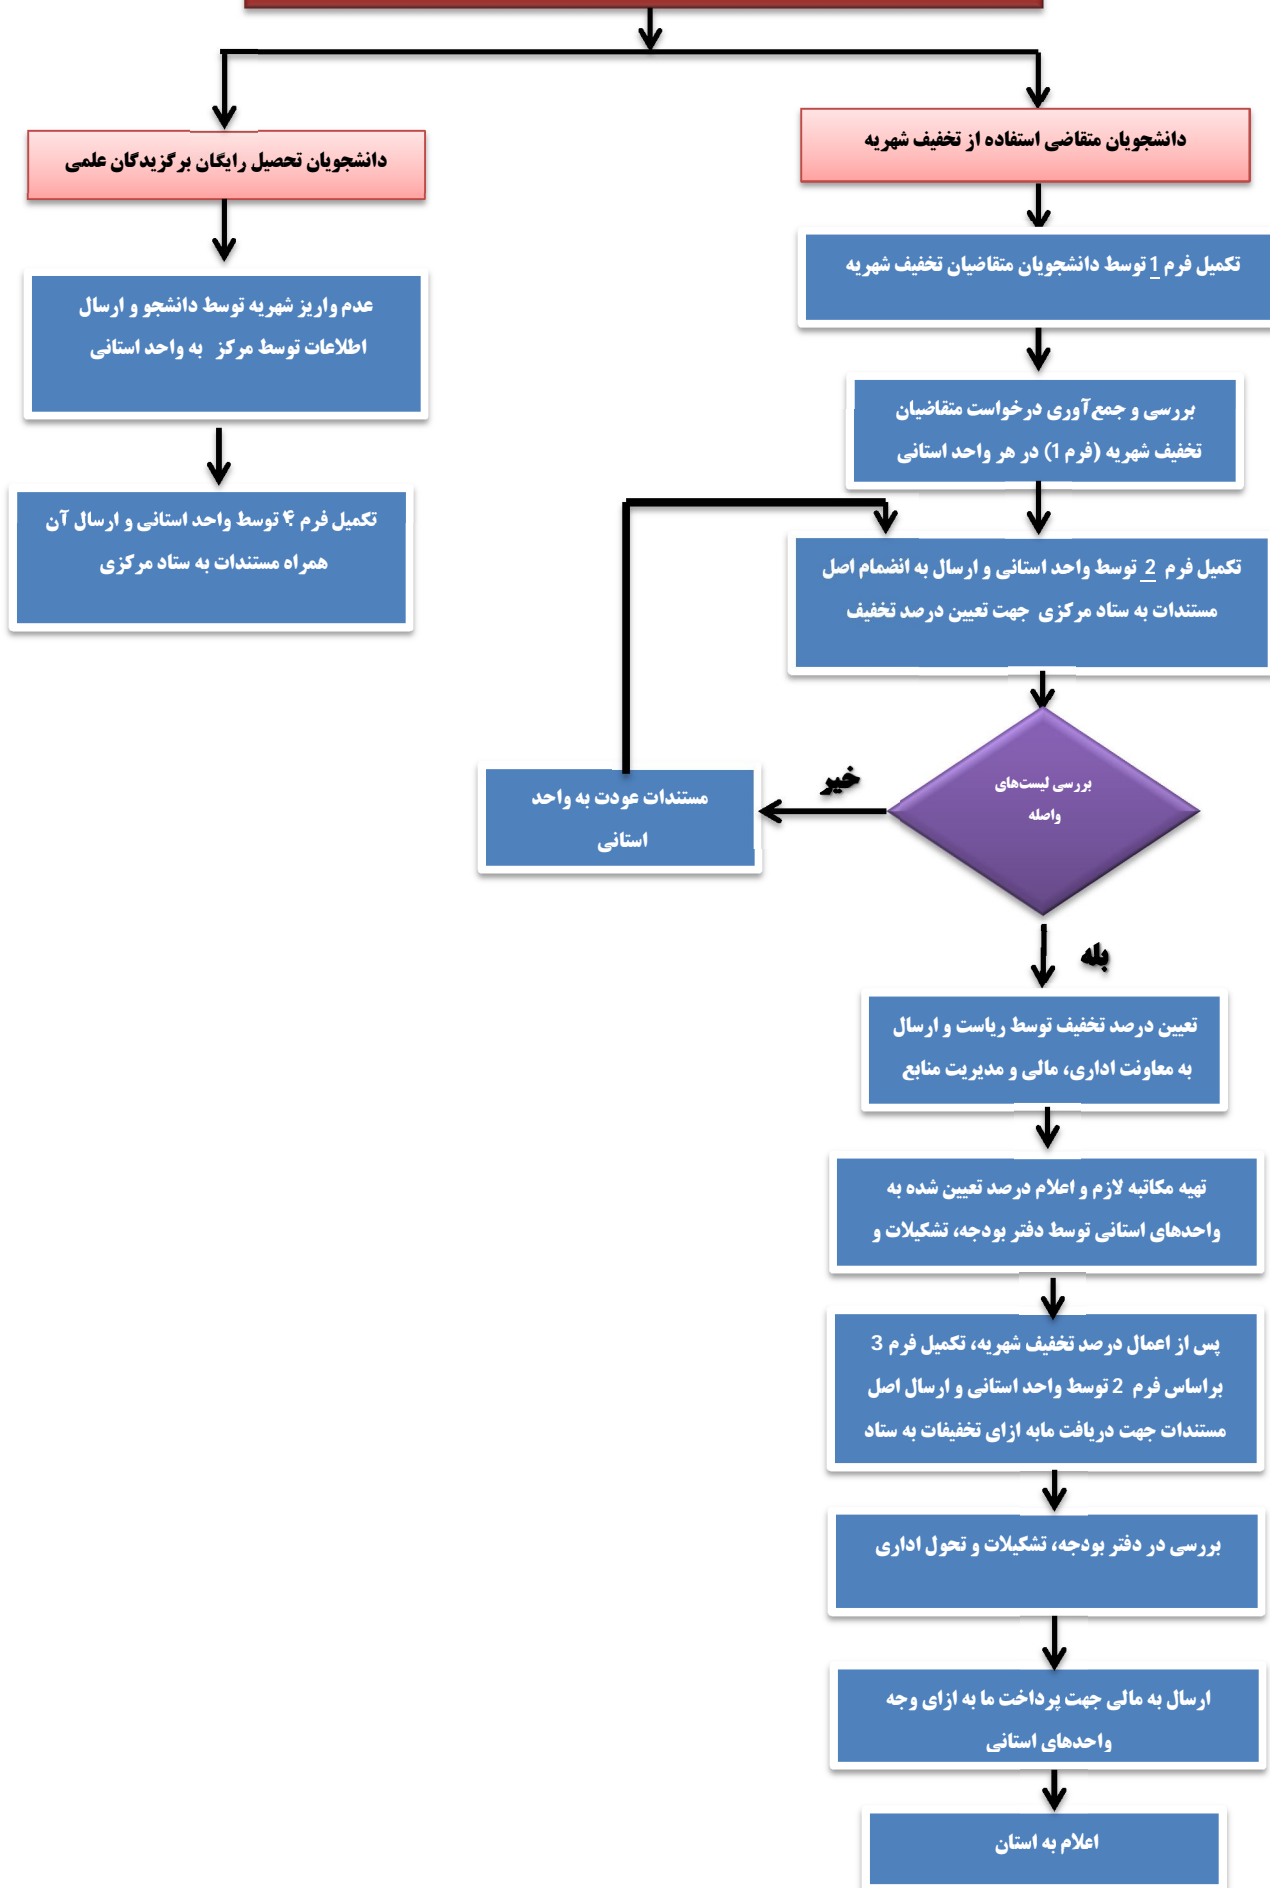 دانشجویان متقاضی استفاده از تخفیف شهریه
تکمیل فرم 1 توسط دانشجویان متقاضیان تخفیف شهریه
بررسی و جمع‌آوری درخواست متقاضیان
تخفیف شهریه (فرم 1) در هر واحد استانی
تکمیل فرم 2 توسط واحد استانی و ارسال به انضمام اصل
مستندات به ستاد مرکزی جهت تعیین درصد تخفیف
بررسی لیست‌های
واصله
خیر
مستندات عودت به واحد
استانی
بله
تعیین درصد تخفیف توسط ریاست و ارسال
به معاونت اداری، مالی و مدیریت منابع
تهیه مکاتبه لازم و اعلام درصد تعیین شده به
واحدهای استانی توسط دفتر بودجه، تشکیلات و
پس از اعمال درصد تخفیف شهریه، تکمیل فرم 3
براساس فرم 2 توسط واحد استانی و ارسال اصل
مستندات جهت دریافت مابه ازای تخفیفات به ستاد
بررسی در دفتر بودجه، تشکیلات و تحول اداری
ارسال به مالی جهت پرداخت ما به ازای وجه
واحدهای استانی
اعلام به استان
دانشجویان تحصیل رایگان برگزیدگان علمی
عدم واریز شهریه توسط دانشجو و ارسال
اطلاعات توسط مرکز به واحد استانی
تکمیل فرم ۴ توسط واحد استانی و ارسال آن
همراه مستندات به ستاد مرکزی